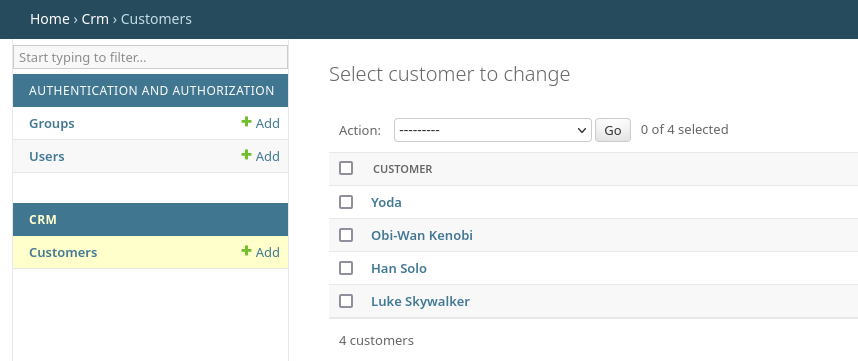 Home › Crm › Customers
Start typing to filter...
AUTHENTICATION AND AUTHORIZATION
Groups + Add
Users + Add
CRM
Customers + Add
Select customer to change
Action: --------- Go 0 of 4 selected
CUSTOMER
Yoda
Obi-Wan Kenobi
Han Solo
Luke Skywalker
4 customers